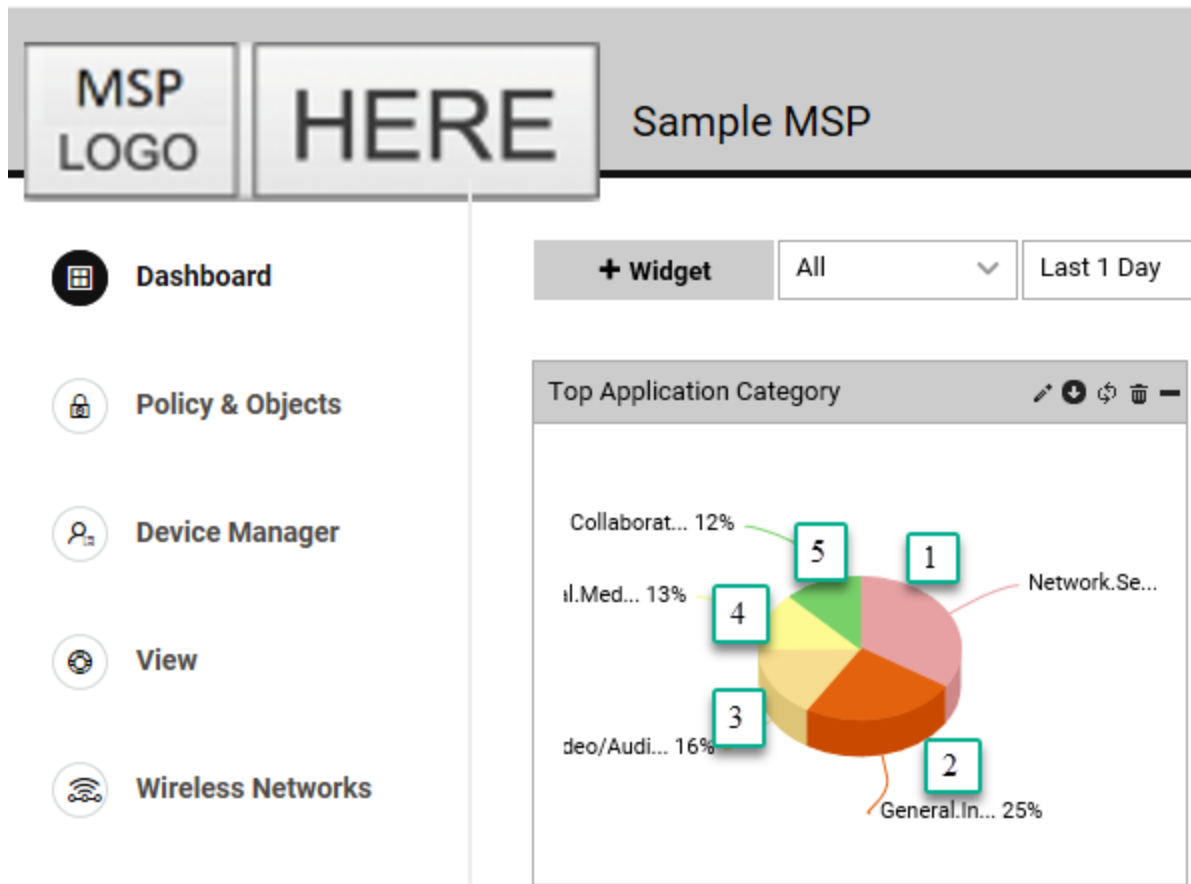 MSP
LOGO
HERE
Sample MSP
Dashboard
Policy & Objects
Device Manager
View
Wireless Networks
+ Widget
All
Last 1 Day
Top Application Category
Collaborat... 12%
5
1
Network.Se...
al.Med... 13%
4
3
deo/Audi... 16%
2
General.In... 25%